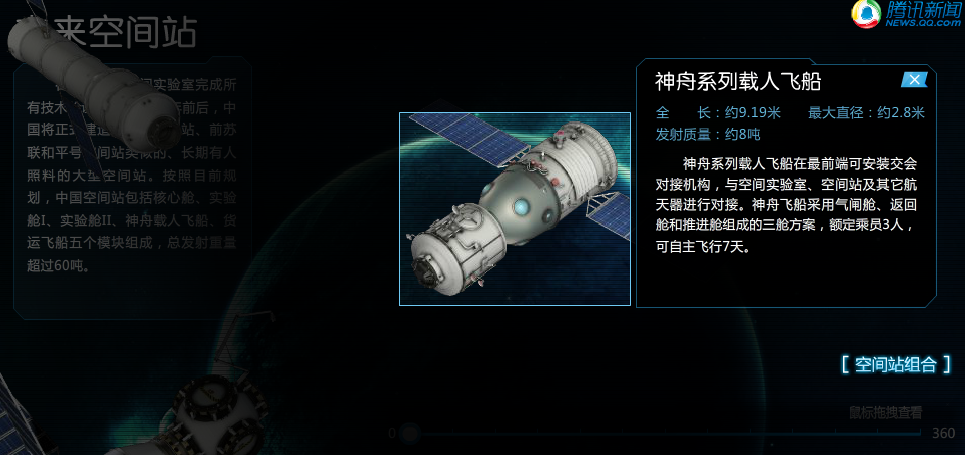 腾讯新闻
NEWS.QQ.COM
来空间站
间实验室完成所
有技术
年前后，中
国将正式建造
站、前苏
联和平号
间站类似的、长期有人
照料的大型空间站。按照目前规
划，中国空间站包括核心舱、实验
舱I、实验舱II、神舟载人飞船、货
运飞船五个模块组成，总发射重量
超过60吨。
神舟系列载人飞船
全 长：约9.19米 最大直径：约2.8米
发射质量：约8吨
神舟系列载人飞船在最前端可安装交会
对接机构，与空间实验室、空间站及其它航
天器进行对接。神舟飞船采用气闸舱、返回
舱和推进舱组成的三舱方案，额定乘员3人，
可自主飞行7天。
[ 空间站组合 ]
鼠标拖拽查看
0
360